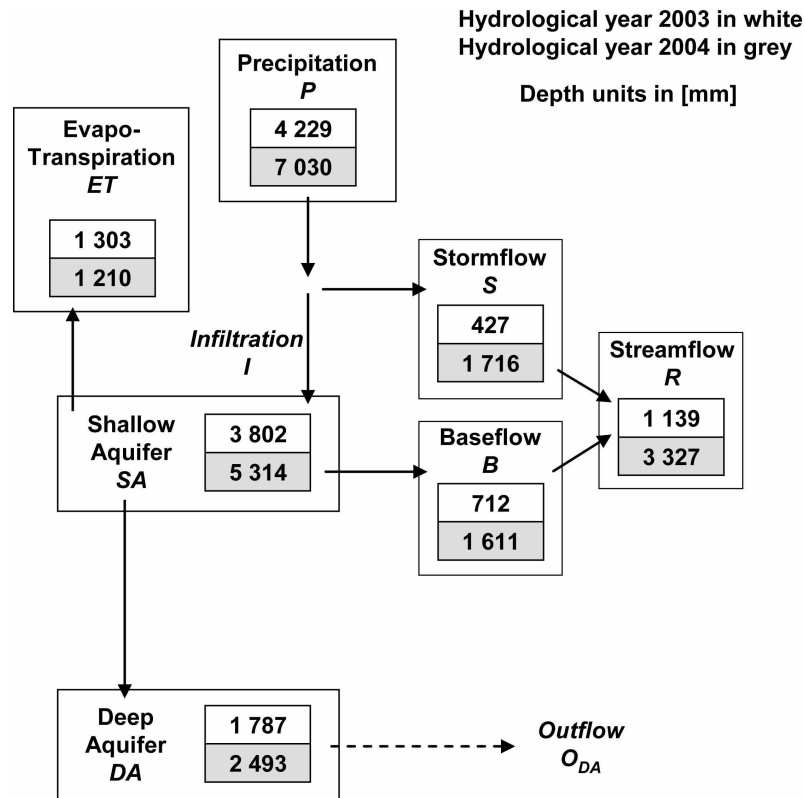 Hydrological year 2003 in white
Hydrological year 2004 in grey
Depth units in [mm]
Precipitation
P
4 229
7 030
Evapo-
Transpiration
ET
1 303
1 210
Stormflow
S
427
1 716
Infiltration
I
Streamflow
R
1 139
3 327
Shallow
Aquifer
SA
3 802
5 314
Baseflow
B
712
1 611
Deep
Aquifer
DA
1 787
2 493
Outflow
O_DA